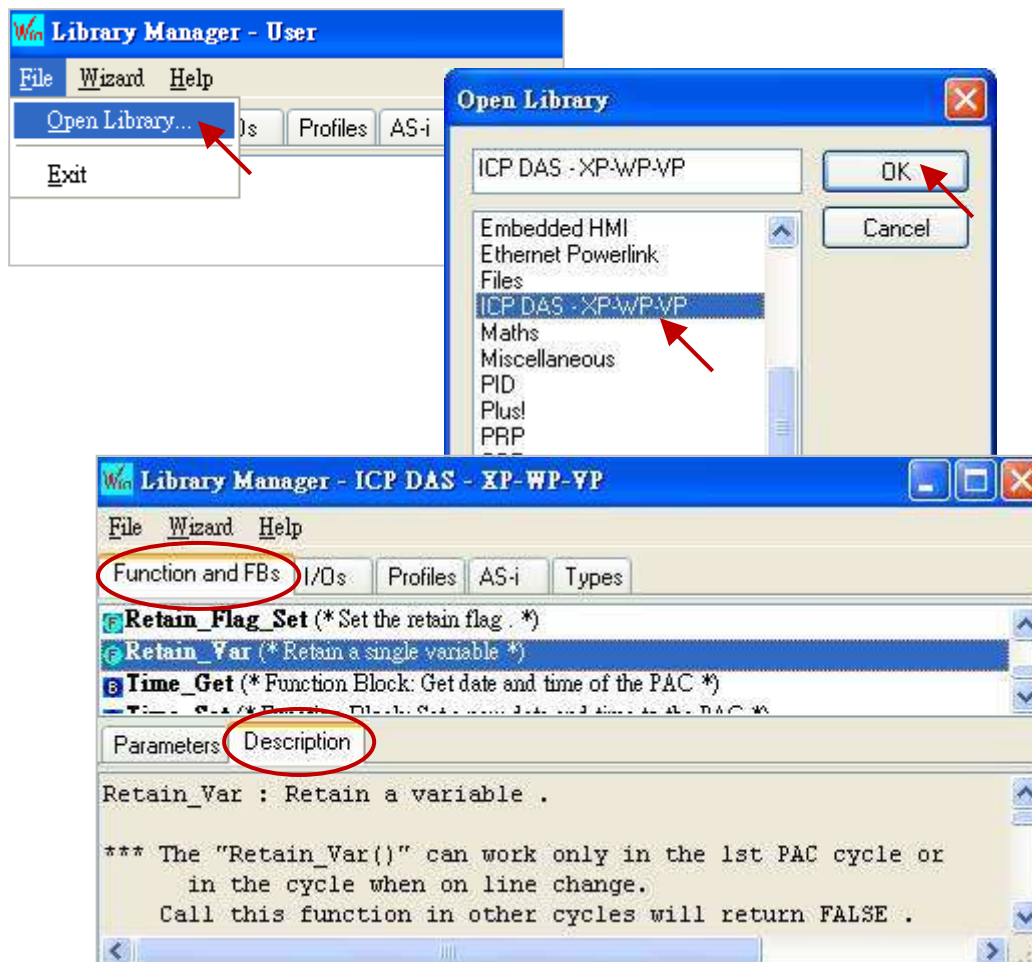 Library Manager - User
File Wizard Help
Open Library...
Profiles AS-i
Exit
Open Library
ICP DAS - XP-WP-VP
OK
Cancel
Embedded HMI
Ethernet Powerlink
Files
ICP DAS - XP-WP-VP
Maths
Miscellaneous
PID
Plus!
PRP
Library Manager - ICP DAS - XP-WP-VP
File Wizard Help
Function and FBs I/Os Profiles AS-i Types
Retain_Flag_Set (* Set the retain flag . *)
Retain_Var (* Retain a single variable *)
Time_Get (* Function Block: Get date and time of the PAC *)
Parameters Description
Retain_Var : Retain a variable .
*** The "Retain_Var()" can work only in the 1st PAC cycle or
in the cycle when on line change.
Call this function in other cycles will return FALSE .